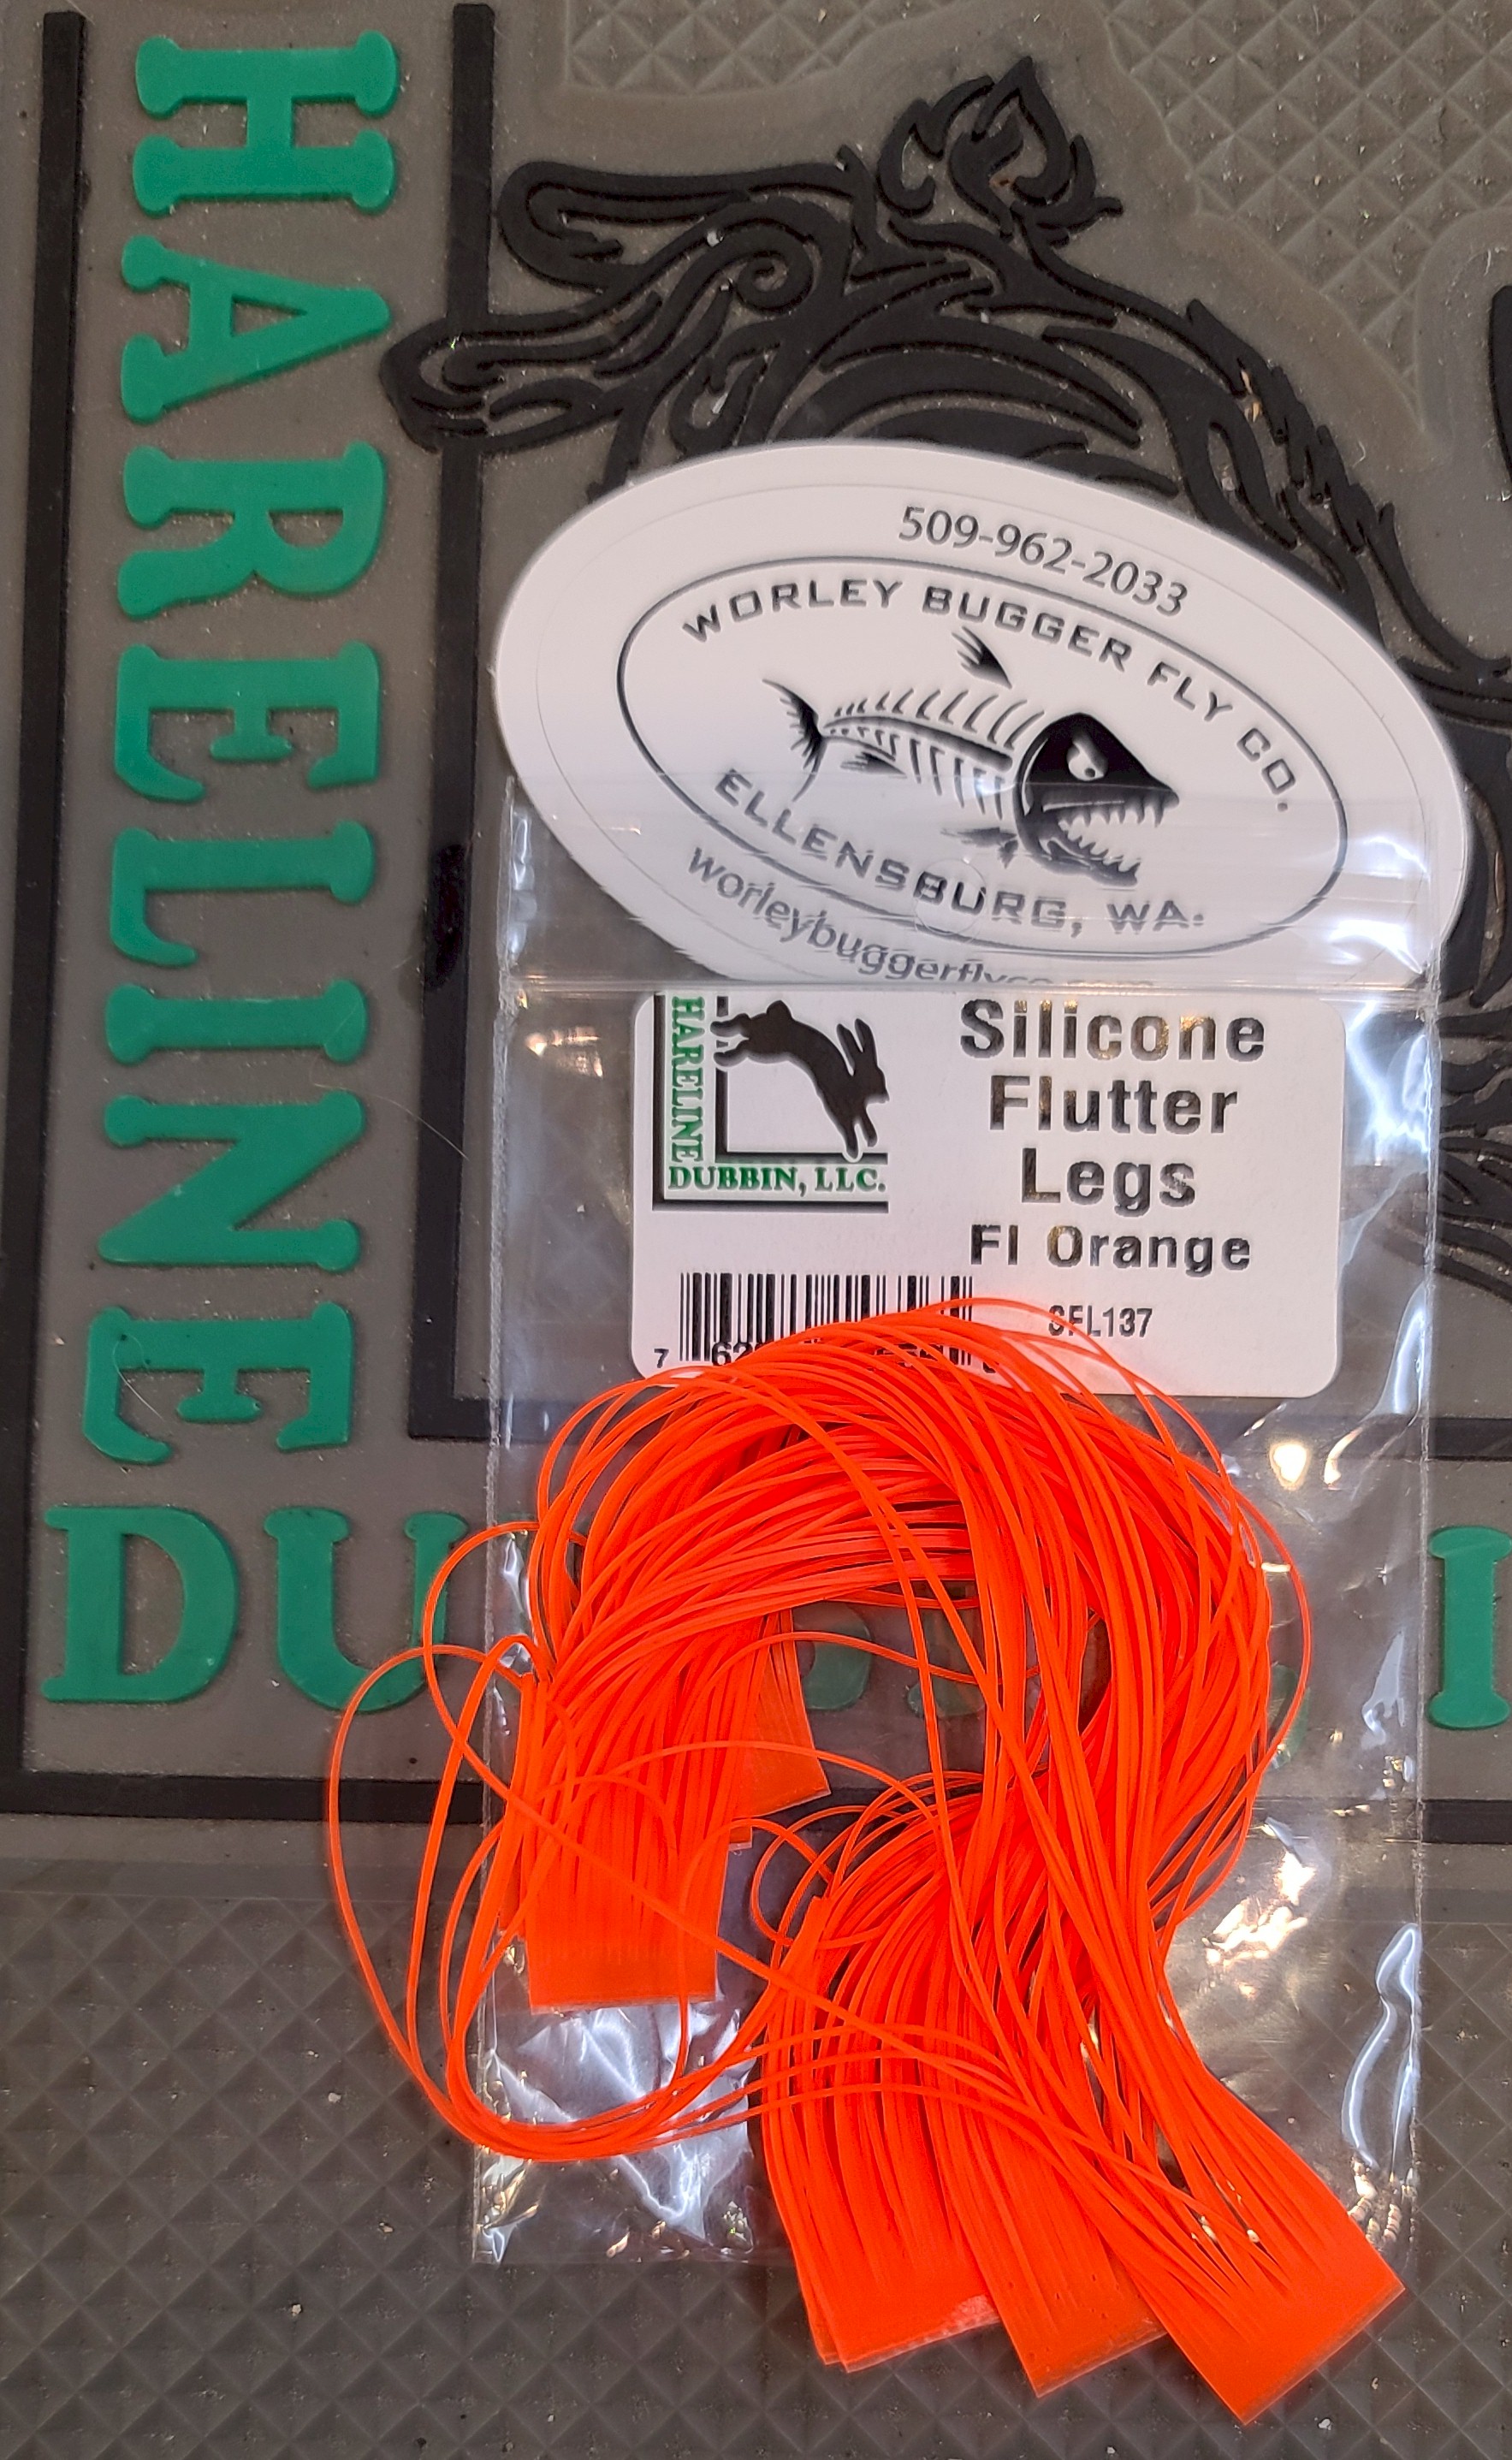 HARELINE
DU
I
509-962-2033
WORLEY BUGGER FLY CO.
ELLENSBURG, WA.
HARELINE
DUBBIN, LLC.
Silicone
Flutter
Legs
Fl Orange
SFL137
7